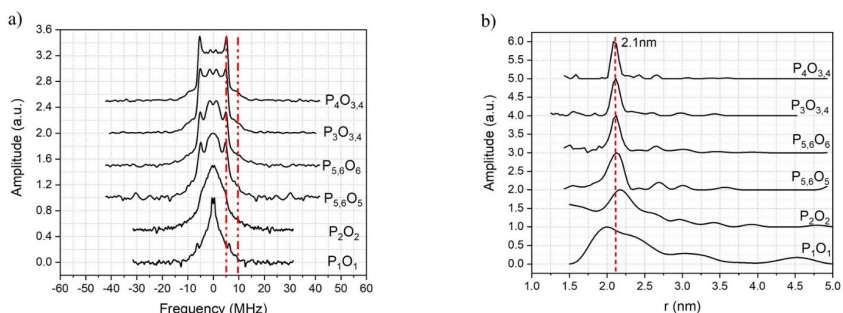 a)
3.6
3.2
2.8
2.4
2.0
1.6
1.2
0.8
0.4
0.0
Amplitude (a.u.)
P4O3,4
P3O3,4
P5,6O6
P5,6O5
P2O2
P1O1
-60 -50 -40 -30 -20 -10 0 10 20 30 40 50 60
Frequency (MHz)
b)
6.0
5.5
5.0
4.5
4.0
3.5
3.0
2.5
2.0
1.5
1.0
0.5
0.0
Amplitude (a.u.)
2.1nm
P4O3,4
P3O3,4
P5,6O6
P5,6O5
P2O2
P1O1
1.0 1.5 2.0 2.5 3.0 3.5 4.0 4.5 5.0
r (nm)